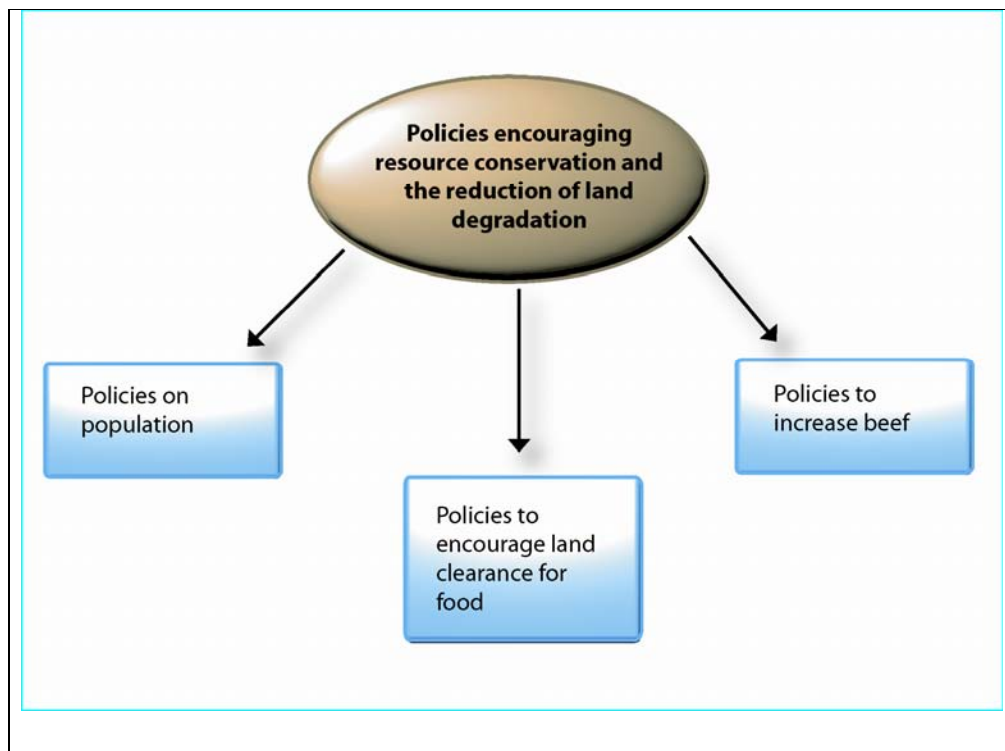 Policies encouraging
resource conservation and
the reduction of land
degradation
Policies on
population
Policies to
encourage land
clearance for
food
Policies to
increase beef